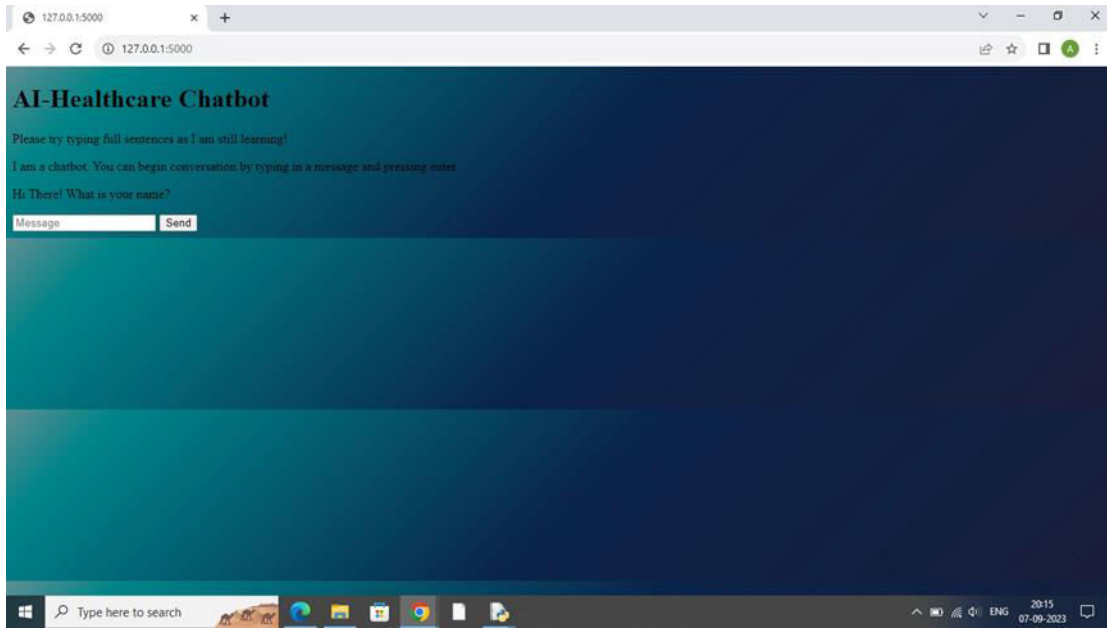 127.0.0.1:5000
127.0.0.1:5000
A
AI-Healthcare Chatbot
Please try typing full sentences as I am still learning!
I am a chatbot. You can begin conversation by typing in a message and pressing enter.
Hi There! What is your name?
Message Send
Type here to search
ENG
20:15
07-09-2023